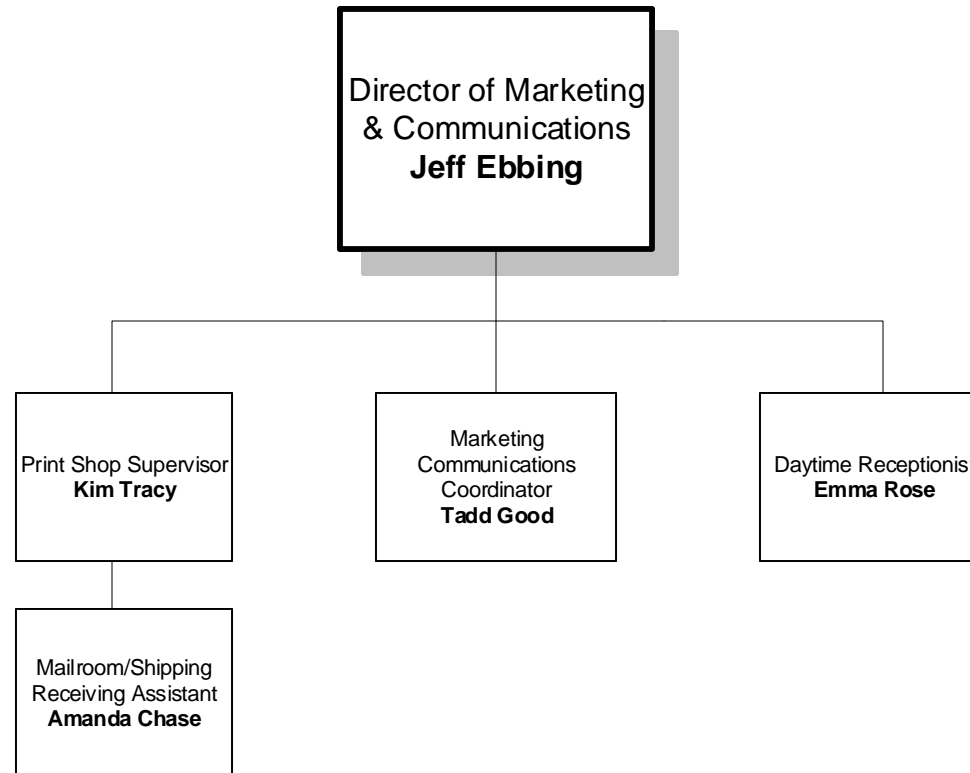 Director of Marketing
& Communications
Jeff Ebbing
Print Shop Supervisor
Kim Tracy
Marketing
Communications
Coordinator
Tadd Good
Daytime Receptionis
Emma Rose
Mailroom/Shipping
Receiving Assistant
Amanda Chase